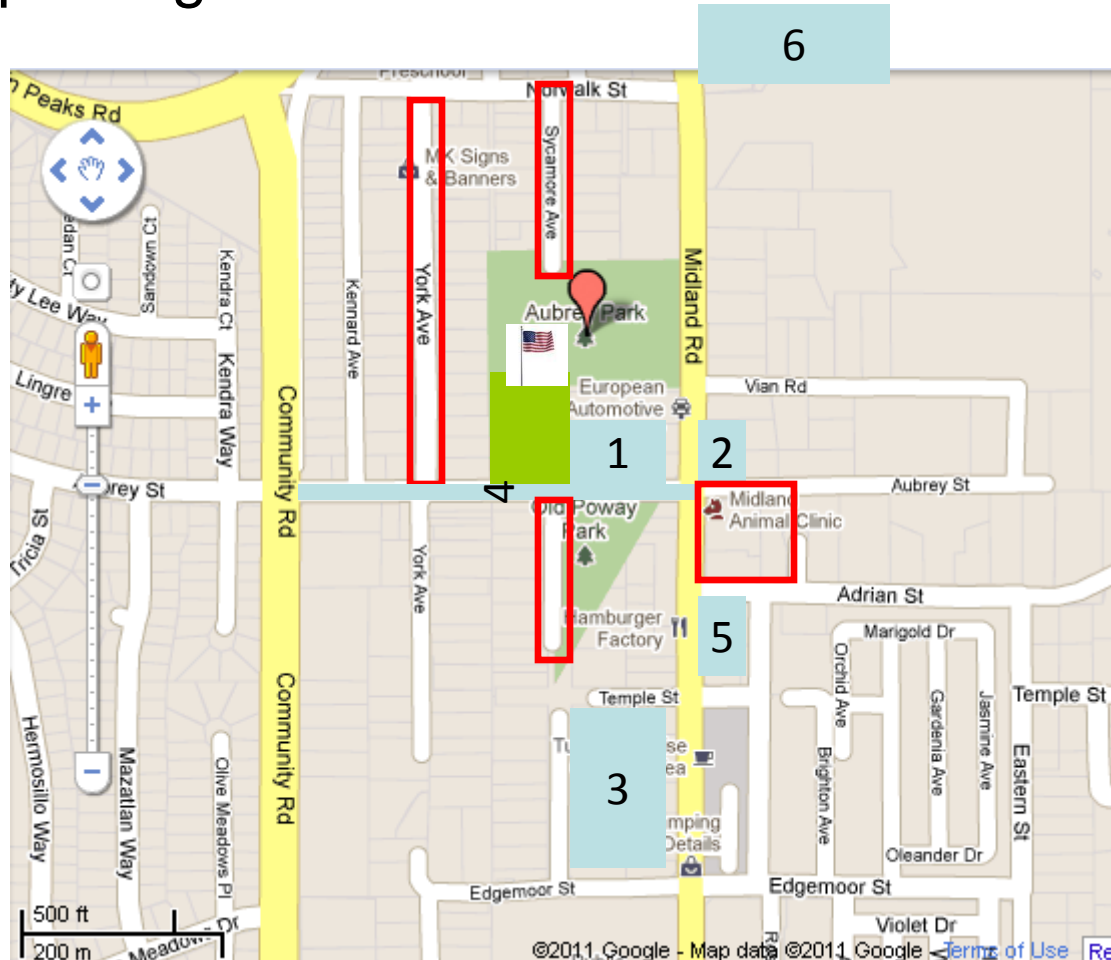 6
Norwalk St
Peaks Rd
MK Signs
& Banners
Sycamore Ave
Sandown Ct
Kendra Ct
Kennard Ave
York Ave
Midland Rd
Lee Way
Aubrey Park
Lingre
Kendra Way
Community Rd
European
Automotive
Vian Rd
1
2
4
Aubrey St
Midland
Animal Clinic
Old Poway
Park
Tricia St
York Ave
Adrian St
Hamburger
Factory
5
Marigold Dr
Orchid Ave
Temple St
Gardenia Ave
Jasmine Ave
Temple St
Community Rd
Hermosillo Way
Mazatlan Way
Olive Meadows Pl
3
Brighton Ave
Eastern St
Details
Oleander Dr
Edgemoor St
Edgemoor St
500 ft
200 m
Meadows Dr
Violet Dr
©2011 Google - Map data ©2011 Google - Terms of Use